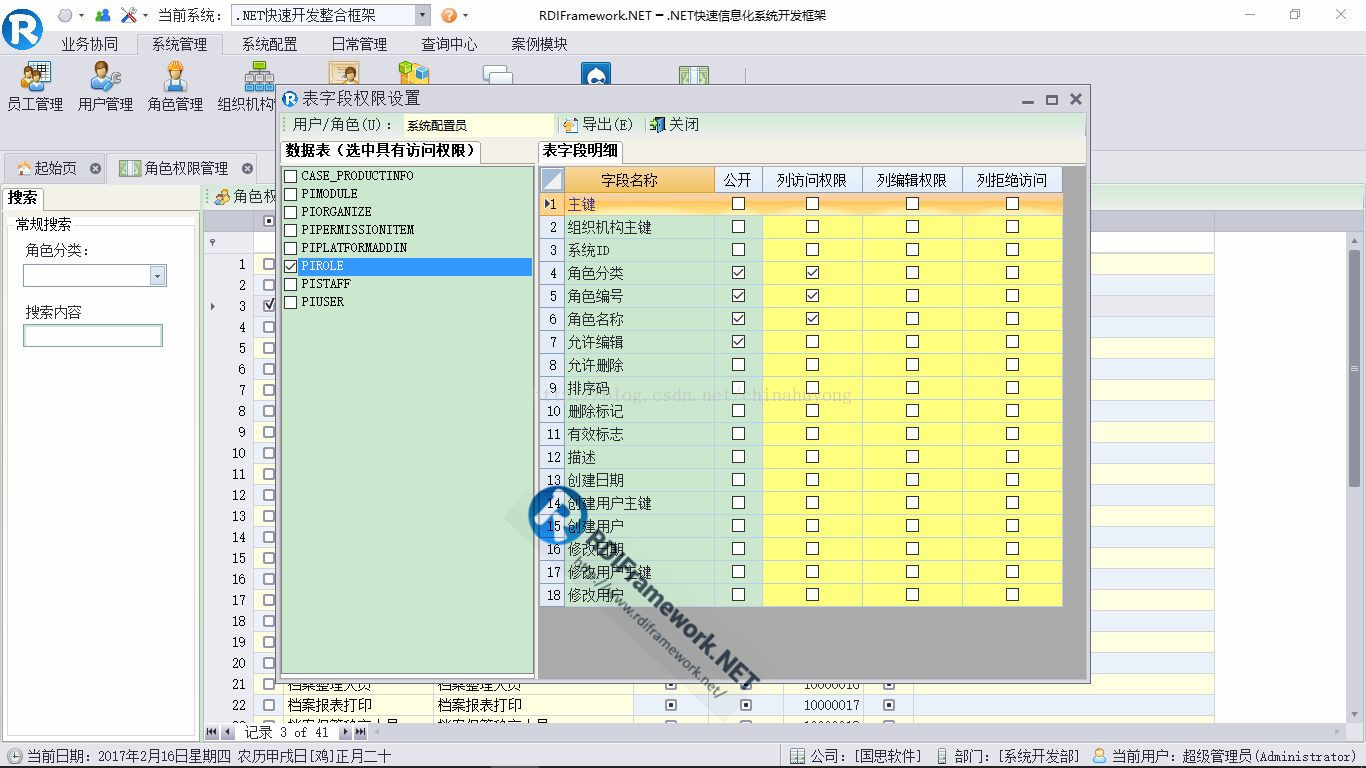 当前系统： .NET快速开发整合框架
RDIFramework.NET - .NET快速信息化系统开发框架
业务协同 系统管理 系统配置 日常管理 查询中心 案例模块
员工管理 用户管理 角色管理 组织机构
表字段权限设置
用户/角色(U)： 系统配置员 导出(E) 关闭
数据表（选中具有访问权限） 表字段明细
起始页 角色权限管理
搜索 角色权
常规搜索
角色分类：
搜索内容
CASE_PRODUCTINFO
PIMODULE
PIORGANIZE
PIPERMISSIONITEM
PIPLATFORMADDIN
PIROLE
PISTAFF
PIUSER
字段名称 公开 列访问权限 列编辑权限 列拒绝访问
1 主键
2 组织机构主键
3 系统ID
4 角色分类
5 角色编号
6 角色名称
7 允许编辑
8 允许删除
9 排序码
10 删除标记
11 有效标志
12 描述
13 创建日期
14 创建用户主键
15 创建用户
16 修改日期
17 修改用户主键
18 修改用户
http://blog.csdn.net/chinahuyong
RDIFramework.NET
http://www.rdiframework.net/
1
2
3
4
5
6
7
8
9
10
11
12
13
14
15
16
17
18
19
20
21 档案整理人员 档案整理人员 10000016
22 档案报表打印 档案报表打印 10000017
记录 3 of 41
当前日期：2017年2月16日星期四 农历甲戌日[鸡]正月二十 公司：[国思软件] 部门：[系统开发部] 当前用户：超级管理员(Administrator)